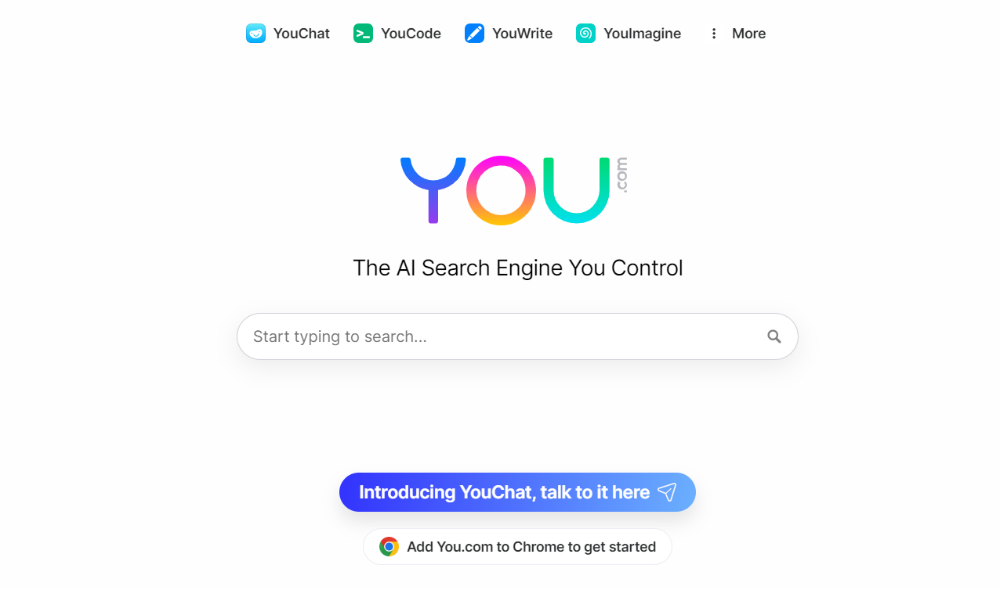 YouChat YouCode YouWrite YouImagine More
YOU .com
The AI Search Engine You Control
Start typing to search...
Introducing YouChat, talk to it here
Add You.com to Chrome to get started